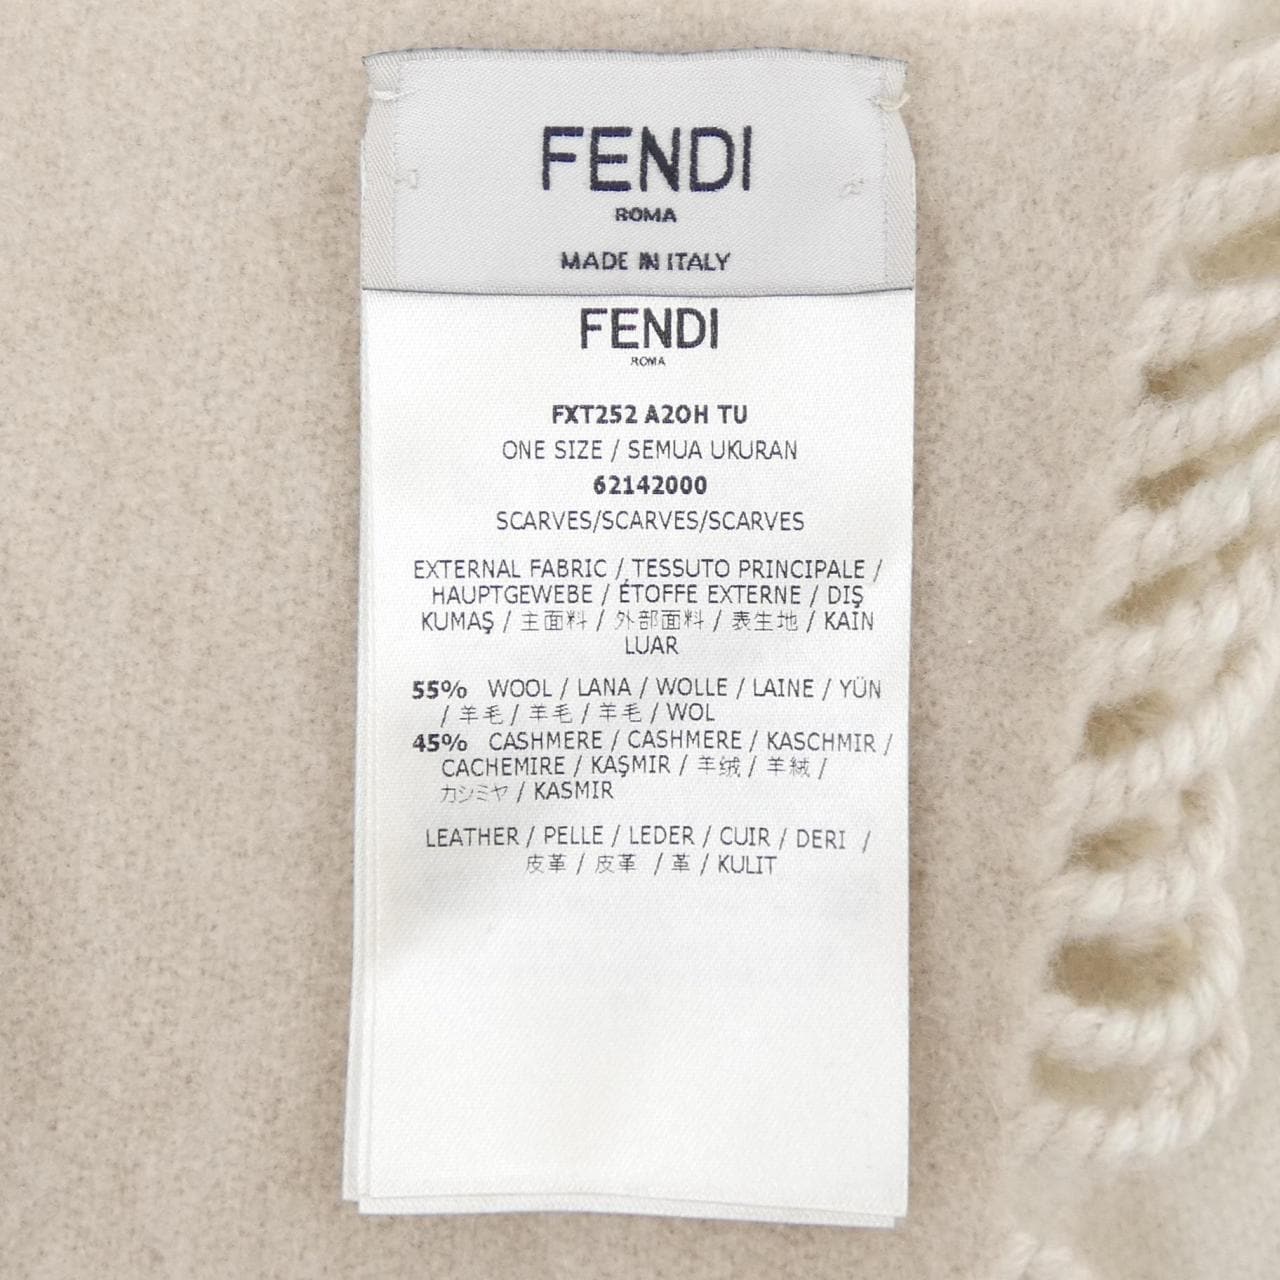 FENDI
ROMA
MADE IN ITALY
FENDI
ROMA
FXT252 A2OH TU
ONE SIZE / SEMUA UKURAN
62142000
SCARVES/SCARVES/SCARVES
EXTERNAL FABRIC / TESSUTO PRINCIPALE /
HAUPTGEWEBE / ÉTOFFE EXTERNE / DIŞ
KUMAŞ / 主面料 / 外部面料 / 表生地 / KAIN
LUAR
55% WOOL / LANA / WOLLE / LAINE / YÜN
/ 羊毛 / 羊毛 / 羊毛 / WOL
45% CASHMERE / CASHMERE / KASCHMIR /
CACHEMIRE / KAŞMIR / 羊绒 / 羊絨 /
カシミヤ / KASMIR
LEATHER / PELLE / LEDER / CUIR / DERI /
皮革 / 皮革 / 革 / KULIT